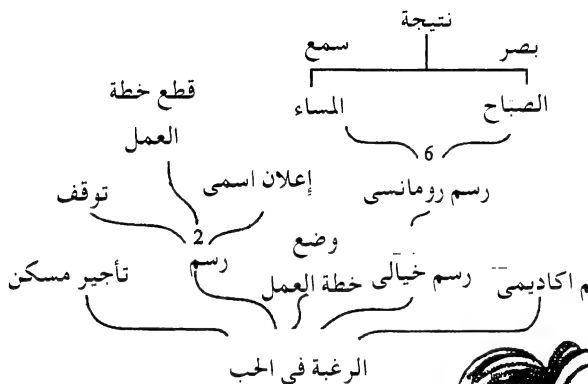 نتيجة
بصر
سمع
الصباح
المساء
قطع خطة
العمل
6
رسم رومانسى
إعلان اسمى
توقف
2
رسم
وضع
خطة العمل
م اكاديمى
رسم خيالى
تأجير مسكن
الرغبة في الحب